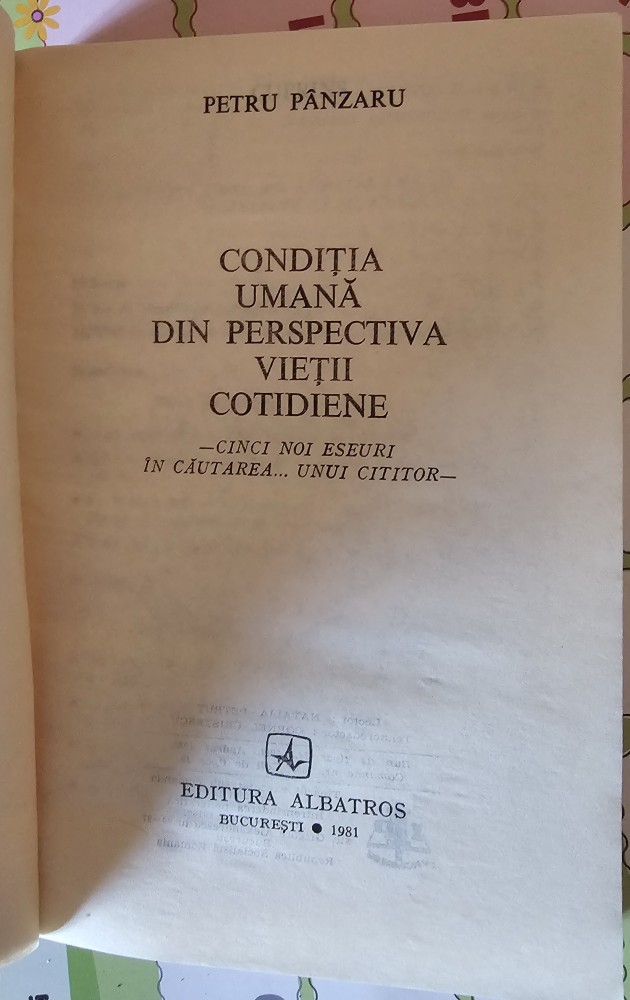 PETRU PÂNZARU
CONDIȚIA
UMANĂ
DIN PERSPECTIVA
VIEȚII
COTIDIENE
—CINCI NOI ESEURI
ÎN CĂUTAREA... UNUI CITITOR—
EDITURA ALBATROS
BUCUREȘTI ● 1981